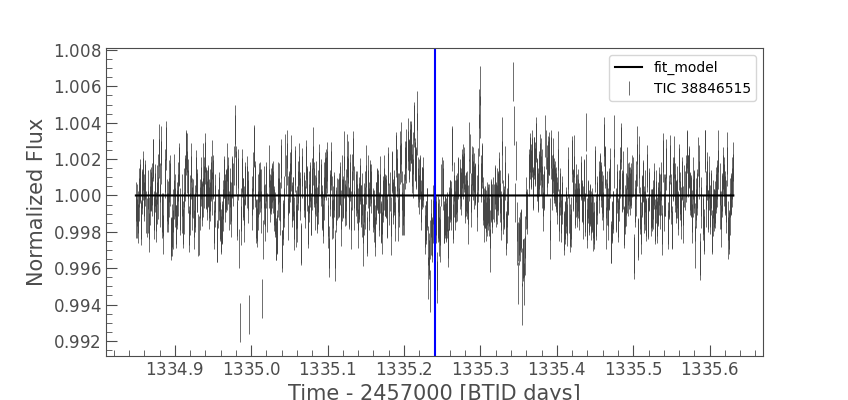 1.008
1.006
1.004
1.002
1.000
0.998
0.996
0.994
0.992
Normalized Flux
fit_model
TIC 38846515
1334.9 1335.0 1335.1 1335.2 1335.3 1335.4 1335.5 1335.6
Time - 2457000 [BTJD days]